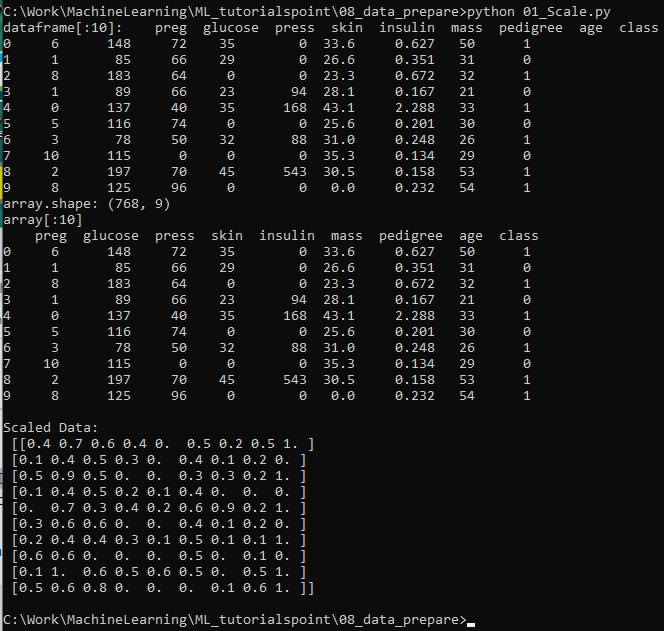 C:\Work\MachineLearning\ML_tutorialspoint\08_data_prepare>python 01_Scale.py
dataframe[:10]:    preg  glucose  press  skin  insulin  mass  pedigree  age  class
0     6      148     72    35        0  33.6     0.627   50      1
1     1       85     66    29        0  26.6     0.351   31      0
2     8      183     64     0        0  23.3     0.672   32      1
3     1       89     66    23       94  28.1     0.167   21      0
4     0      137     40    35      168  43.1     2.288   33      1
5     5      116     74     0        0  25.6     0.201   30      0
6     3       78     50    32       88  31.0     0.248   26      1
7    10      115      0     0        0  35.3     0.134   29      0
8     2      197     70    45      543  30.5     0.158   53      1
9     8      125     96     0        0   0.0     0.232   54      1
array.shape: (768, 9)
array[:10]
    preg  glucose  press  skin  insulin  mass  pedigree  age  class
0     6      148     72    35        0  33.6     0.627   50      1
1     1       85     66    29        0  26.6     0.351   31      0
2     8      183     64     0        0  23.3     0.672   32      1
3     1       89     66    23       94  28.1     0.167   21      0
4     0      137     40    35      168  43.1     2.288   33      1
5     5      116     74     0        0  25.6     0.201   30      0
6     3       78     50    32       88  31.0     0.248   26      1
7    10      115      0     0        0  35.3     0.134   29      0
8     2      197     70    45      543  30.5     0.158   53      1
9     8      125     96     0        0   0.0     0.232   54      1
Scaled Data:
 [[0.4 0.7 0.6 0.4 0.  0.5 0.2 0.5 1. ]
 [0.1 0.4 0.5 0.3 0.  0.4 0.1 0.2 0. ]
 [0.5 0.9 0.5 0.  0.  0.3 0.3 0.2 1. ]
 [0.1 0.4 0.5 0.2 0.1 0.4 0.  0.  0. ]
 [0.  0.7 0.3 0.4 0.2 0.6 0.9 0.2 1. ]
 [0.3 0.6 0.6 0.  0.  0.4 0.1 0.2 0. ]
 [0.2 0.4 0.4 0.3 0.1 0.5 0.1 0.1 1. ]
 [0.6 0.6 0.  0.  0.  0.5 0.  0.1 0. ]
 [0.1 1.  0.6 0.5 0.6 0.5 0.  0.5 1. ]
 [0.5 0.6 0.8 0.  0.  0.  0.1 0.6 1. ]]
C:\Work\MachineLearning\ML_tutorialspoint\08_data_prepare>